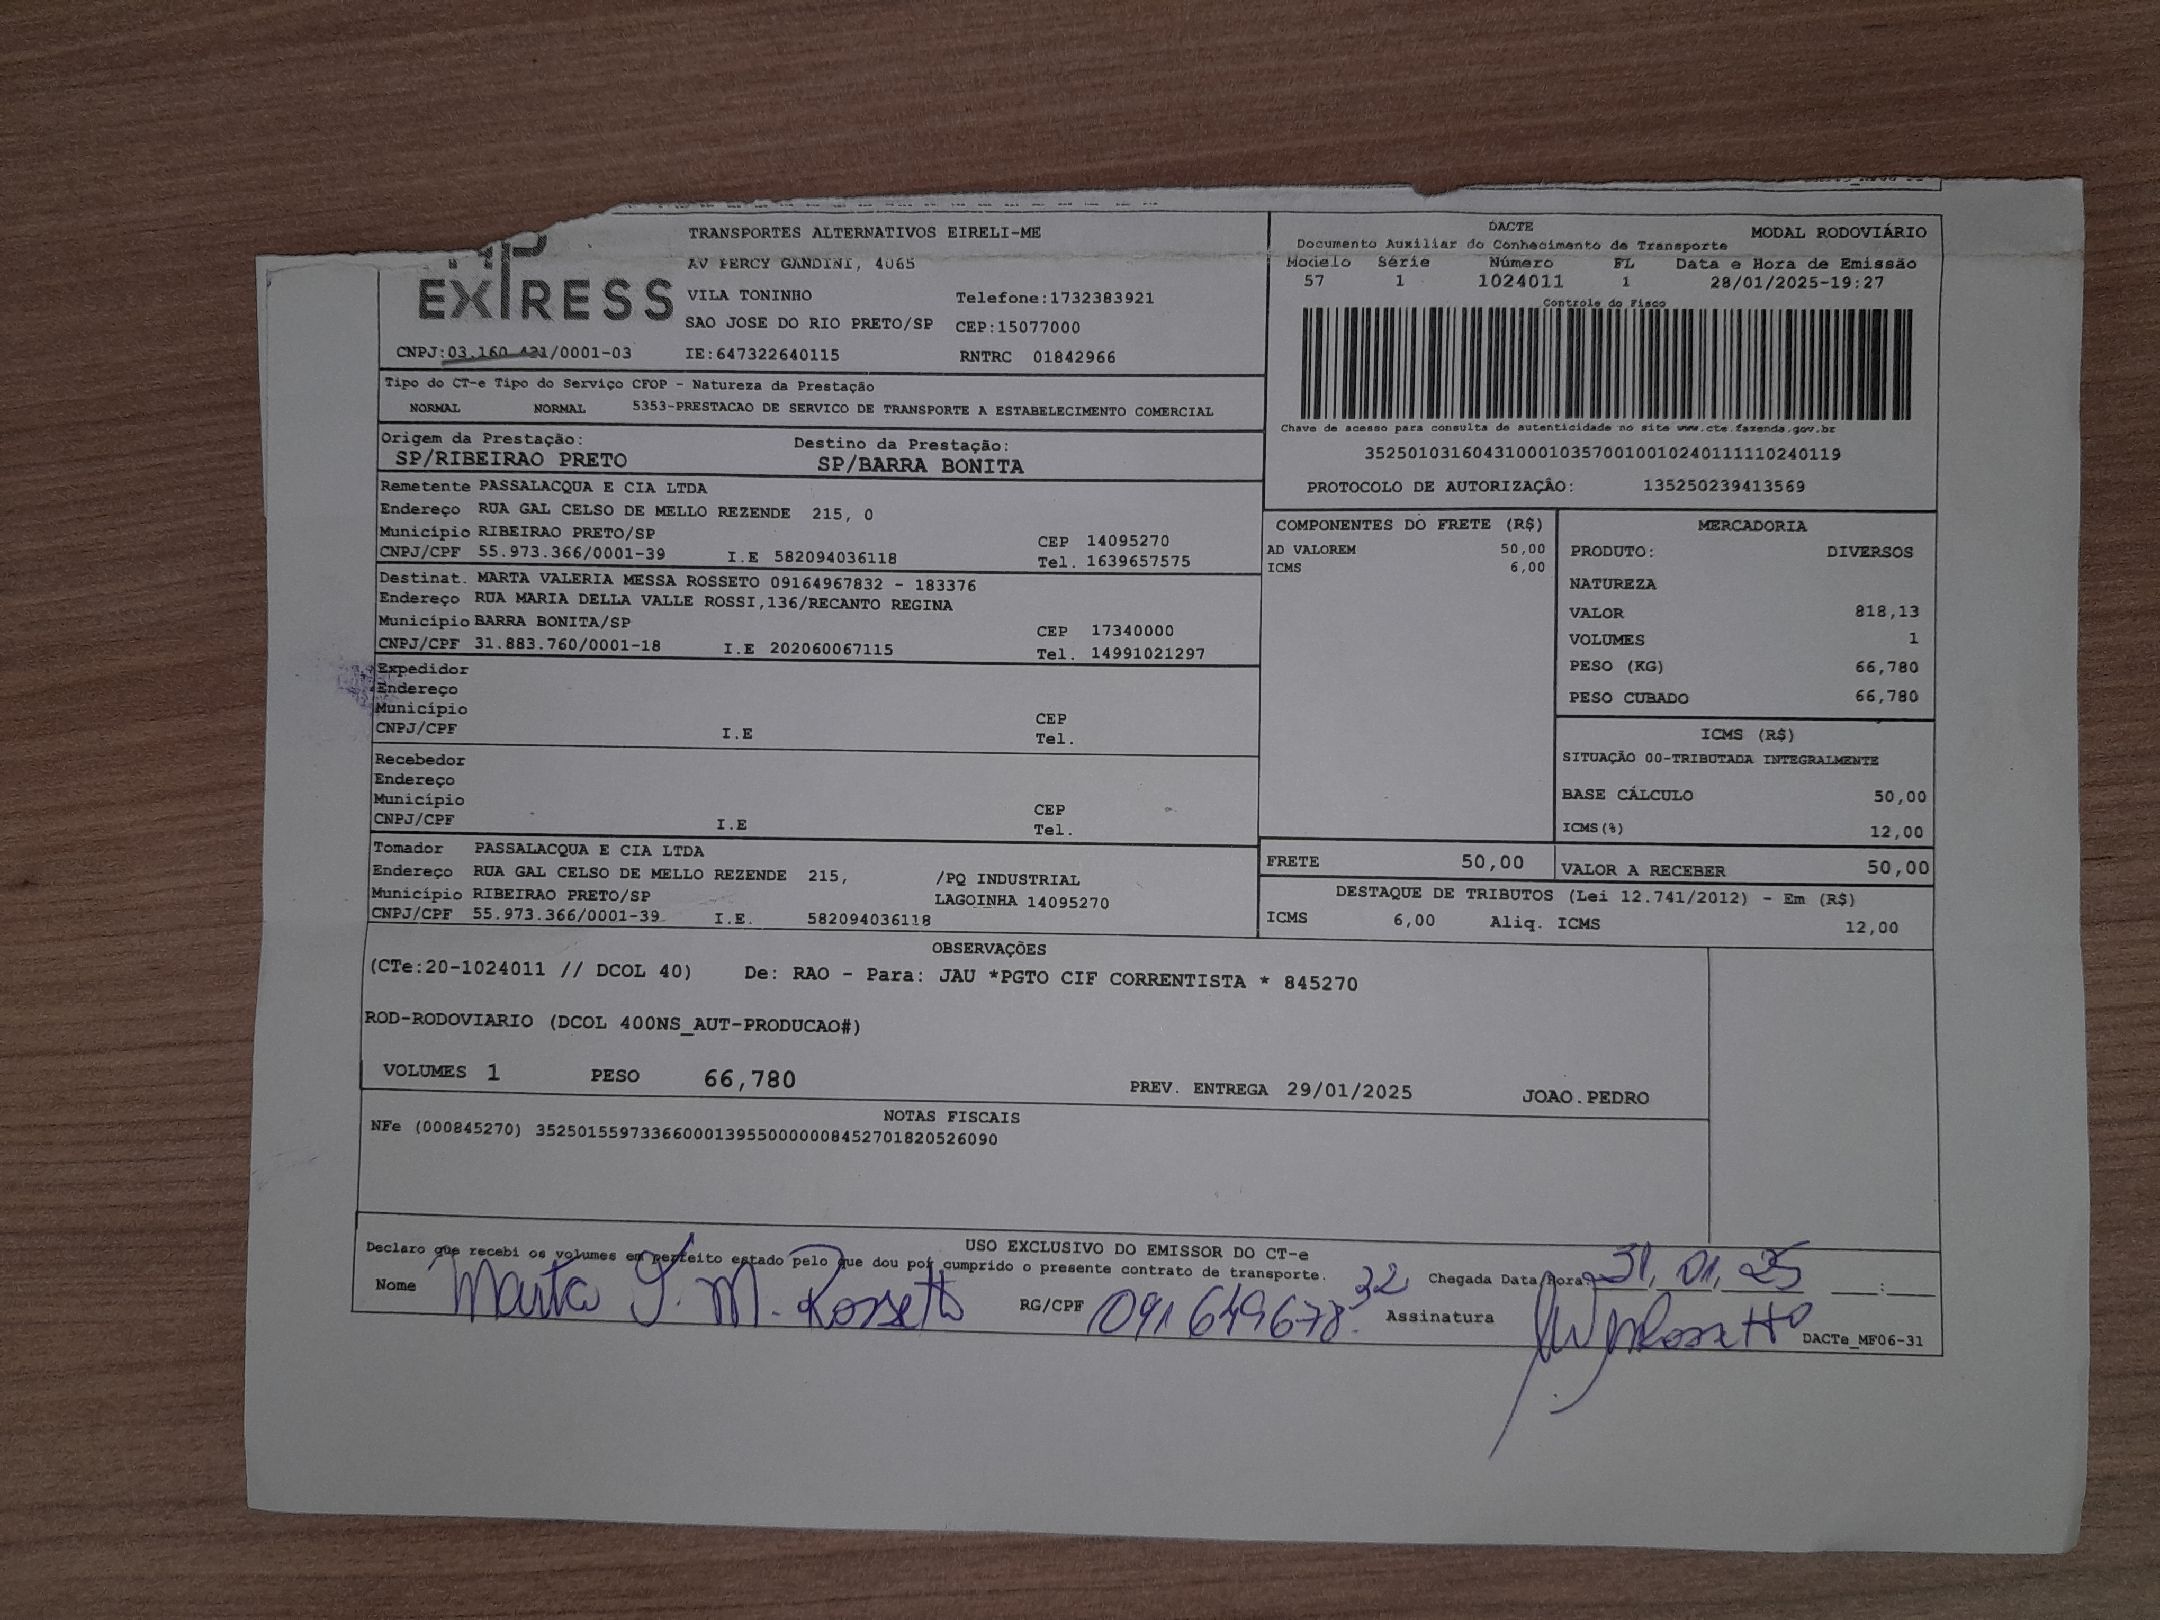 TRANSPORTES ALTERNATIVOS EIRELI-ME
AV PERCY GANDINI, 4065
EXPRESS
VILA TONINHO Telefone:1732383921
SAO JOSE DO RIO PRETO/SP CEP:15077000
CNPJ:03.160.431/0001-03 IE:647322640115 RNTRC 01842966
DACTE MODAL RODOVIÁRIO
Documento Auxiliar do Conhecimento de Transporte
Modelo Série Número FL Data e Hora de Emissão
57 1 1024011 1 28/01/2025-19:27
Controle do Fisco
Chave de acesso para consulta de autenticidade no site www.cte.fazenda.gov.br
35250103160431000103570010010240111110240119
PROTOCOLO DE AUTORIZAÇÂO: 135250239413569
Tipo do CT-e Tipo do Serviço CFOP - Natureza da Prestação
NORMAL NORMAL 5353-PRESTACAO DE SERVICO DE TRANSPORTE A ESTABELECIMENTO COMERCIAL
Origem da Prestação: Destino da Prestação:
SP/RIBEIRAO PRETO SP/BARRA BONITA
Remetente PASSALACQUA E CIA LTDA
Endereço RUA GAL CELSO DE MELLO REZENDE 215, 0
Município RIBEIRAO PRETO/SP CEP 14095270
CNPJ/CPF 55.973.366/0001-39 I.E 582094036118 Tel. 1639657575
Destinat. MARTA VALERIA MESSA ROSSETO 09164967832 - 183376
Endereço RUA MARIA DELLA VALLE ROSSI,136/RECANTO REGINA
Município BARRA BONITA/SP CEP 17340000
CNPJ/CPF 31.883.760/0001-18 I.E 202060067115 Tel. 14991021297
Expedidor
Endereço
Município CEP
CNPJ/CPF I.E Tel.
Recebedor
Endereço
Município CEP
CNPJ/CPF I.E Tel.
Tomador PASSALACQUA E CIA LTDA
Endereço RUA GAL CELSO DE MELLO REZENDE 215, /PQ INDUSTRIAL
Município RIBEIRAO PRETO/SP LAGOINHA 14095270
CNPJ/CPF 55.973.366/0001-39 I.E. 582094036118
COMPONENTES DO FRETE (R$)
AD VALOREM 50,00
ICMS 6,00
MERCADORIA
PRODUTO: DIVERSOS
NATUREZA
VALOR 818,13
VOLUMES 1
PESO (KG) 66,780
PESO CUBADO 66,780
ICMS (R$)
SITUAÇÃO 00-TRIBUTADA INTEGRALMENTE
BASE CÁLCULO 50,00
ICMS(%) 12,00
FRETE 50,00 VALOR A RECEBER 50,00
DESTAQUE DE TRIBUTOS (Lei 12.741/2012) - Em (R$)
ICMS 6,00 Aliq. ICMS 12,00
OBSERVAÇÕES
(CTe:20-1024011 // DCOL 40) De: RAO - Para: JAU *PGTO CIF CORRENTISTA * 845270
ROD-RODOVIARIO (DCOL 400NS_AUT-PRODUCAO#)
VOLUMES 1 PESO 66,780 PREV. ENTREGA 29/01/2025 JOAO.PEDRO
NOTAS FISCAIS
NFe (000845270) 35250155973366000139550000008452701820526090
USO EXCLUSIVO DO EMISSOR DO CT-e
Declaro que recebi os volumes em perfeito estado pelo que dou por cumprido o presente contrato de transporte.
Chegada Data/Hora 31.01.25 :
Nome Marta V. M. Rossetto RG/CPF 091649678.32 Assinatura
DACTe_MF06-31